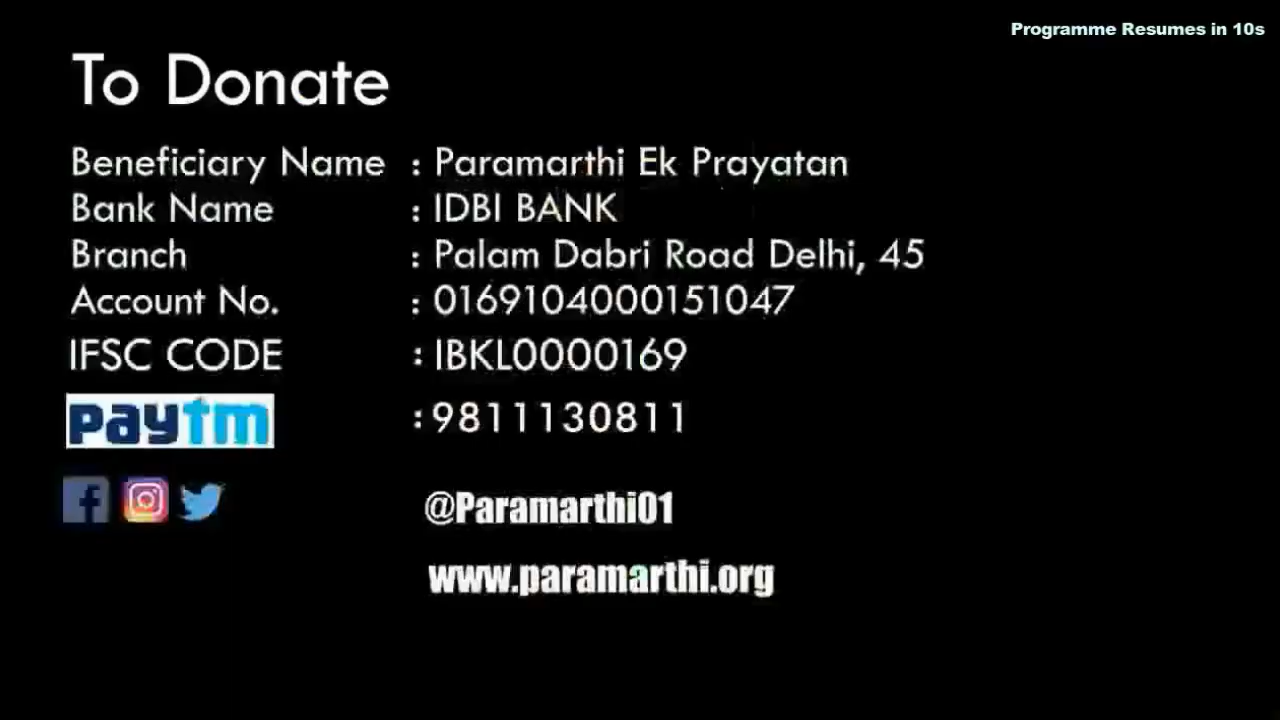 Programme Resumes in 10s
To Donate
Beneficiary Name : Paramarthi Ek Prayatan
Bank Name : IDBI BANK
Branch : Palam Dabri Road Delhi, 45
Account No. : 0169104000151047
IFSC CODE : IBKL0000169
paytm : 9811130811
@Paramarthi01
www.paramarthi.org